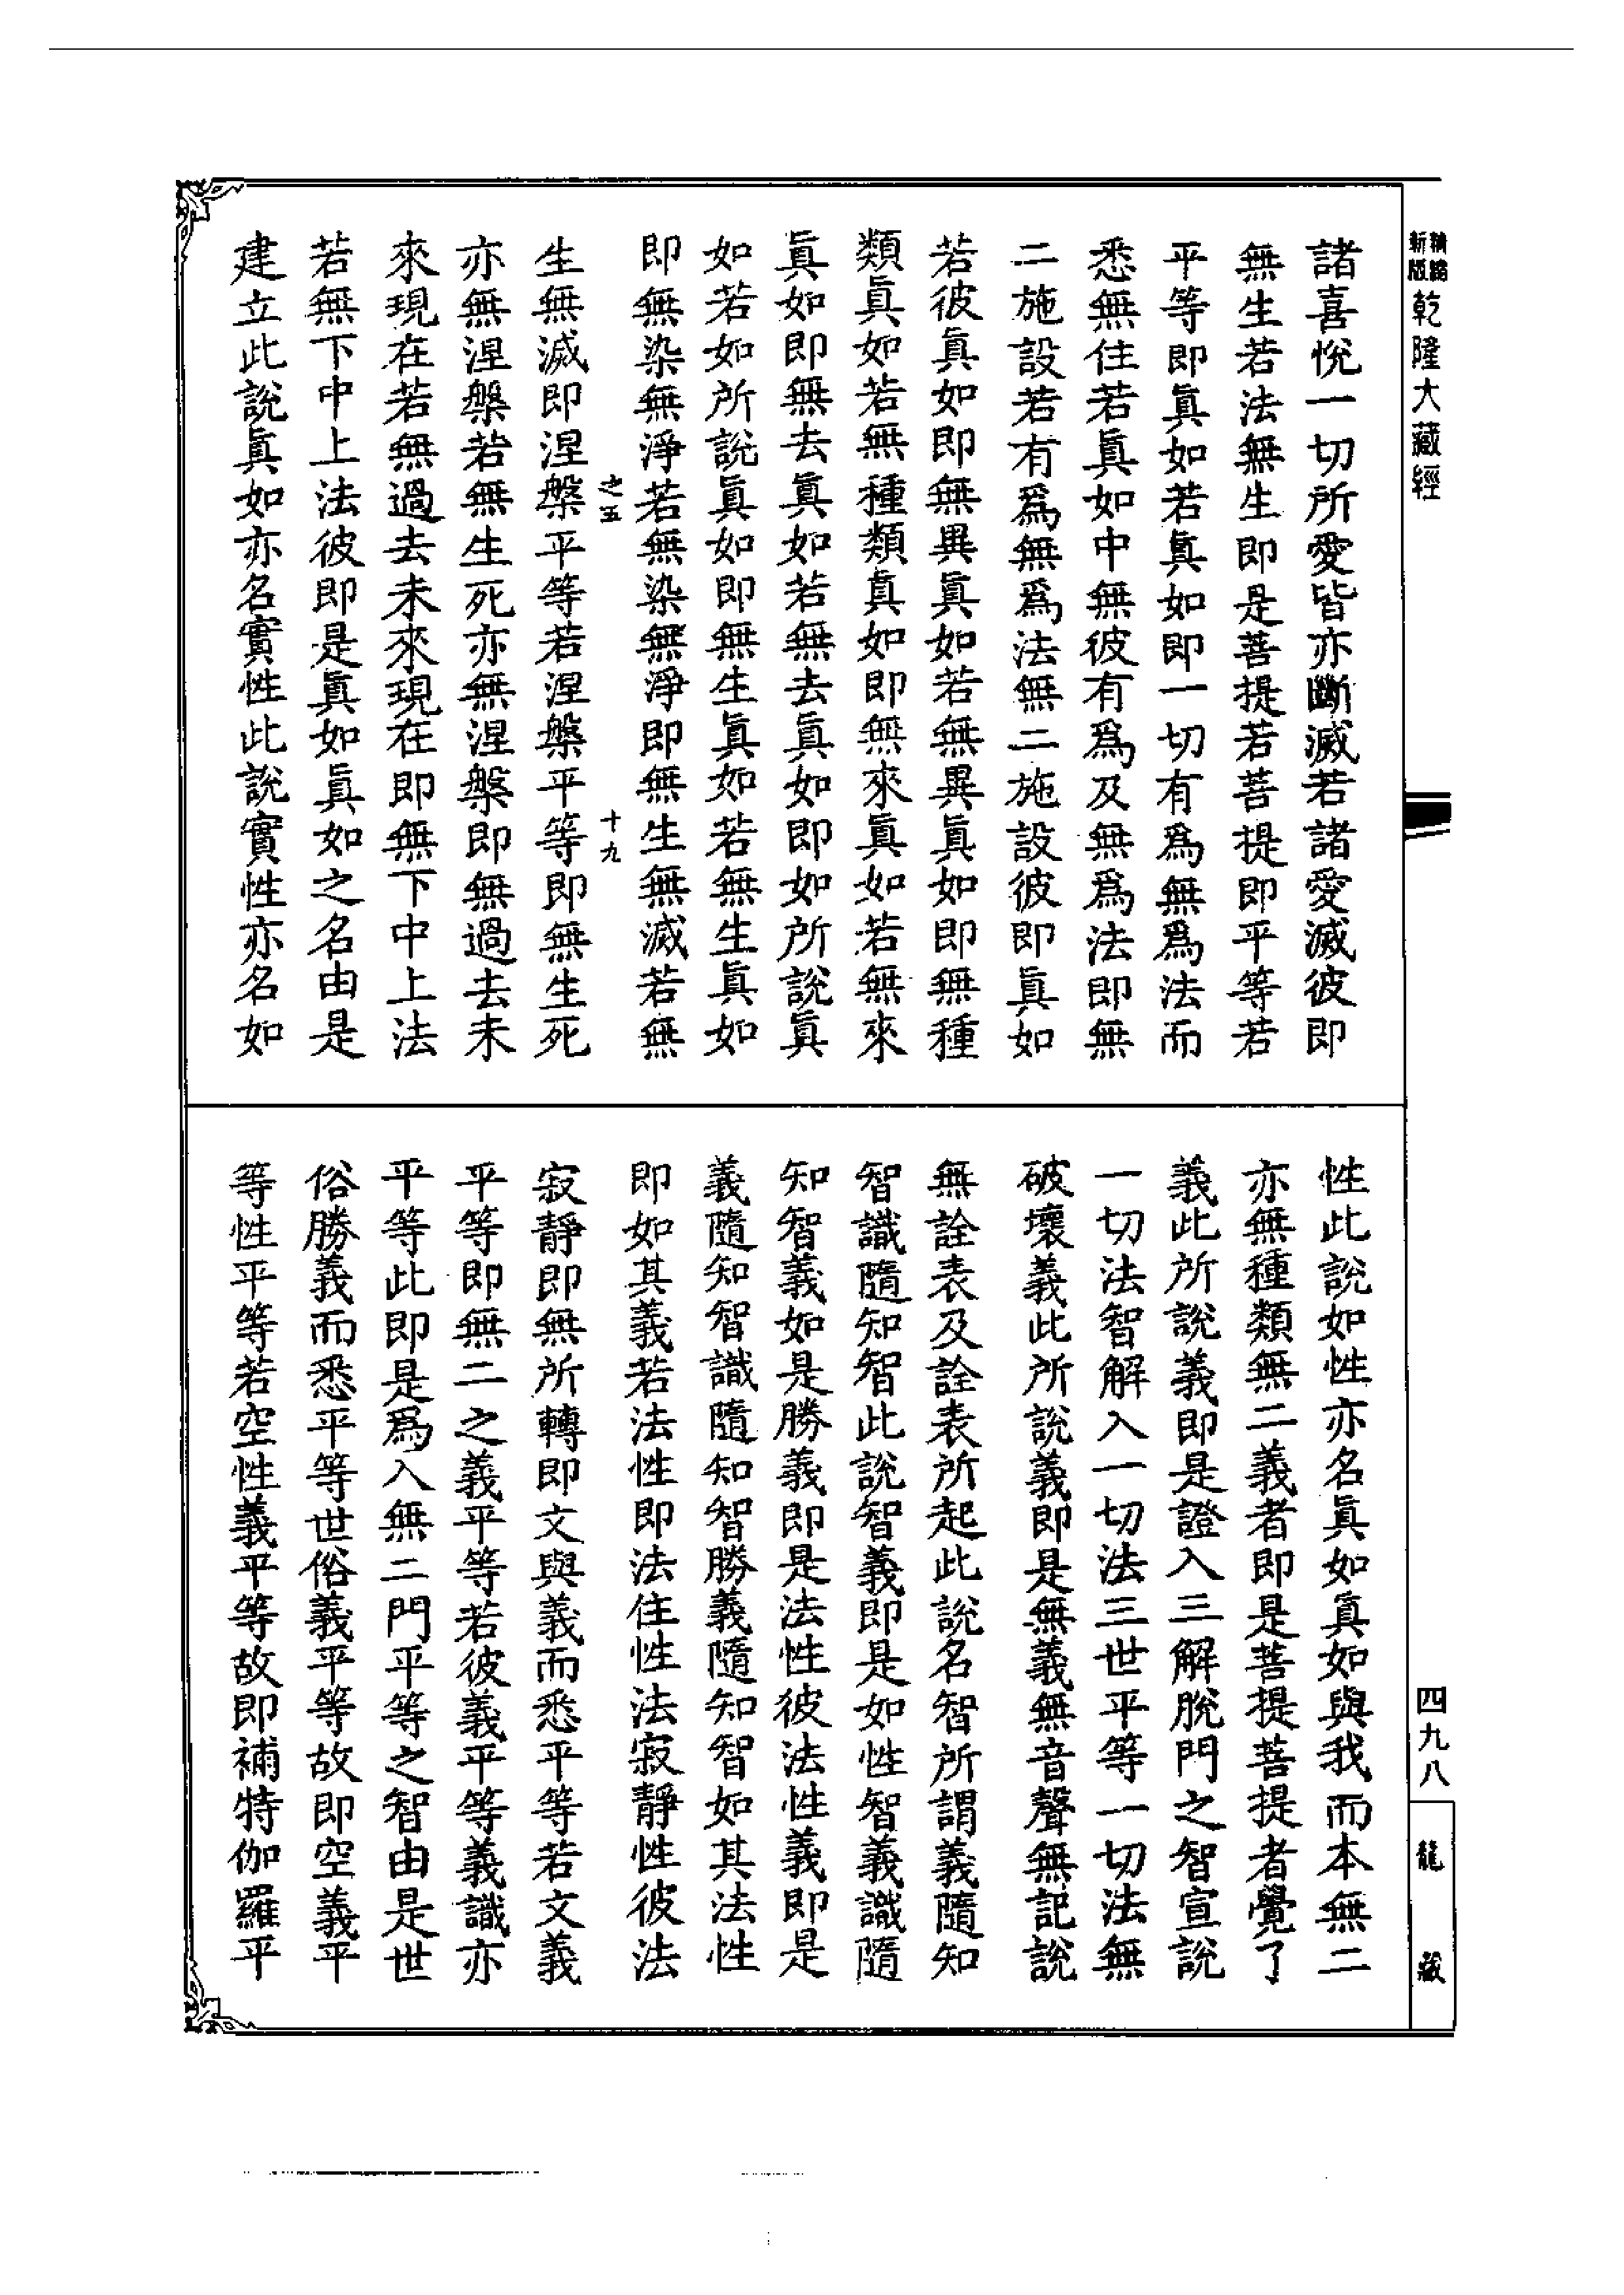 精編
新版
乾隆大藏經
諸喜悅一切所愛皆亦斷滅若諸愛滅彼即
無生若法無生即是菩提若菩提即平等若
平等即真如若真如即一切有爲無爲法而
悉無住若真如中無彼有爲及無爲法即無
二施設若有爲無爲法無二施設彼即真如
若彼真如即無異真如若無異真如即無種
類真如若無種類真如即無來真如若無來
真如即無去真如若無去真如即如所說真
如若如所說真如即無生真如若無生真如
即無染無淨若無染無淨即無生無滅若無
之五 十九
生無滅即涅槃平等若涅槃平等即無生死
亦無涅槃若無生死亦無涅槃即無過去未
來現在若無過去未來現在即無下中上法
若無下中上法彼即是真如真如之名由是
建立此說真如亦名實性此說實性亦名如
性此說如性亦名真如真如與我而本無二
亦無種類無二義者即是菩提菩提者覺了
義此所說義即是證入三解脫門之智宣說
一切法智解入一切法三世平等一切法無
破壞義此所說義即是無義無音聲無記說
無詮表及詮表所起此說名智所謂義隨知
智識隨知智此說智義即是如性智義識隨
知智義如是勝義即是法性彼法性義即是
義隨知智識隨知智勝義隨知智如其法性
即如其義若法性即法住性法寂靜性彼法
寂靜即無所轉即文與義而悉平等若文義
平等即無二之義平等若彼義平等義識亦
平等此即是爲入無二門平等之智由是世
俗勝義而悉平等世俗義平等故即空義平
等性平等若空性義平等故即補特伽羅平
四九八
龍藏